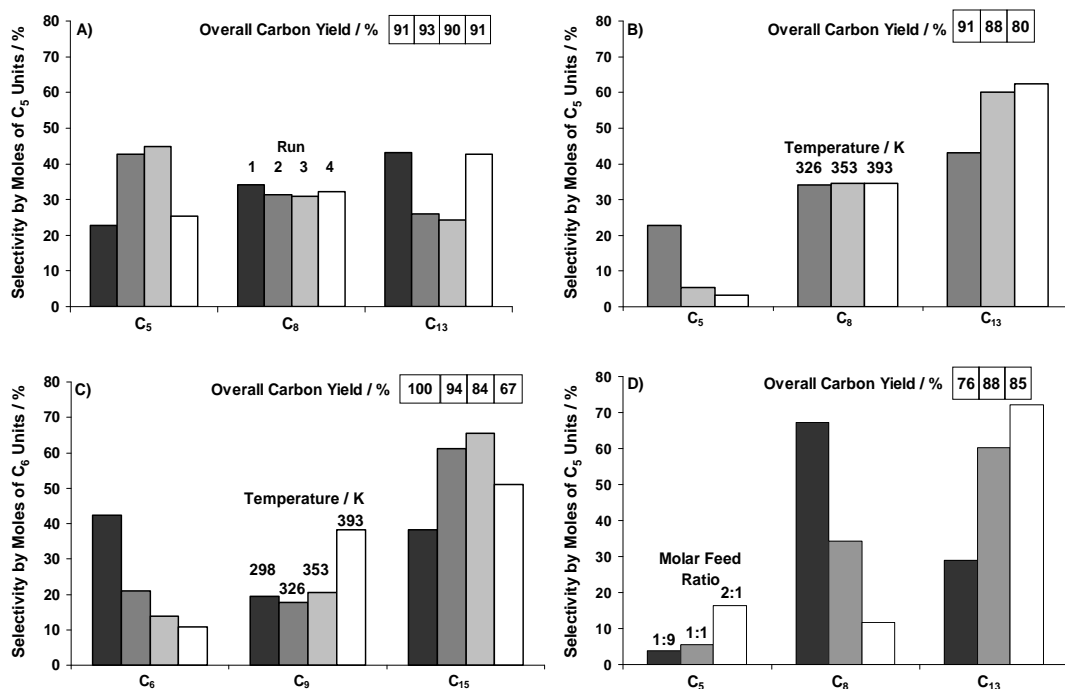 A)
Overall Carbon Yield / % 91 93 90 91
Selectivity by Moles of C5 Units / %
80
70
60
50
40
30
20
10
0
Run
1 2 3 4
C5 C8 C13
B)
Overall Carbon Yield / % 91 88 80
Selectivity by Moles of C5 Units / %
80
70
60
50
40
30
20
10
0
Temperature / K
326 353 393
C5 C8 C13
C)
Overall Carbon Yield / % 100 94 84 67
Selectivity by Moles of C6 Units / %
80
70
60
50
40
30
20
10
0
Temperature / K
298 326 353 393
C6 C9 C15
D)
Overall Carbon Yield / % 76 88 85
Selectivity by Moles of C5 Units / %
80
70
60
50
40
30
20
10
0
Molar Feed
Ratio
1:9 1:1 2:1
C5 C8 C13